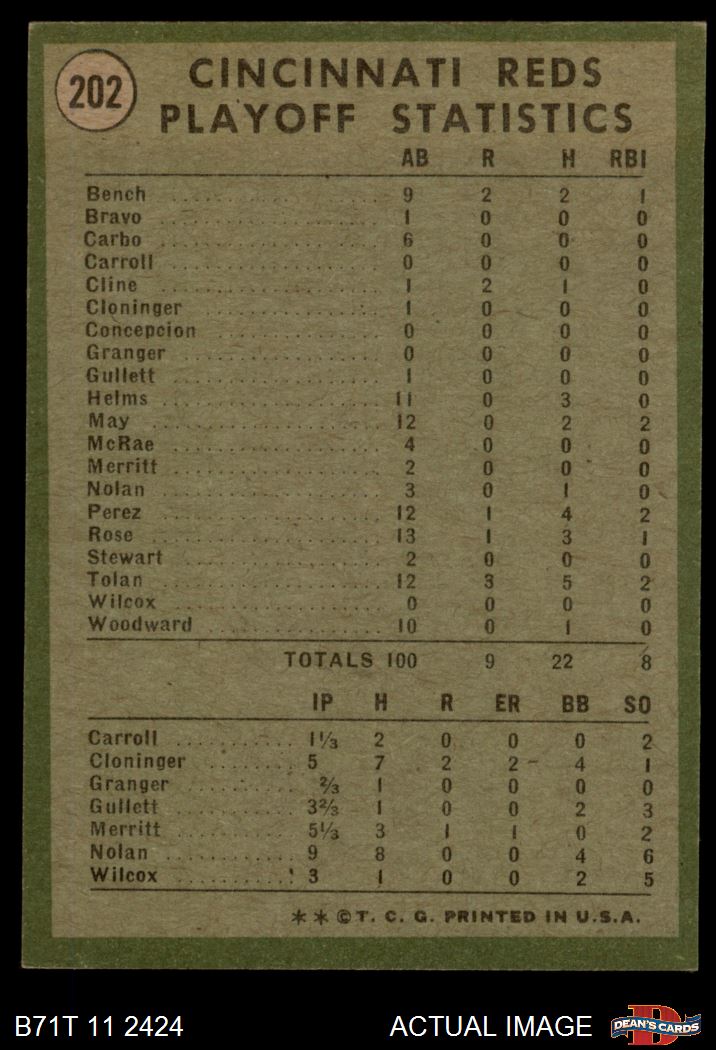 202
CINCINNATI REDS
PLAYOFF STATISTICS
AB R H RBI
Bench 9 2 2 1
Bravo 1 0 0 0
Carbo 6 0 0 0
Carroll 0 0 0 0
Cline 1 2 1 0
Cloninger 1 0 0 0
Concepcion 0 0 0 0
Granger 0 0 0 0
Gullett 1 0 0 0
Helms 11 0 3 0
May 12 0 2 2
McRae 4 0 0 0
Merritt 2 0 0 0
Nolan 3 0 1 0
Perez 12 1 4 2
Rose 13 1 3 1
Stewart 2 0 0 0
Tolan 12 3 5 2
Wilcox 0 0 0 0
Woodward 10 0 1 0
TOTALS 100 9 22 8
IP H R ER BB SO
Carroll 1⅓ 2 0 0 0 2
Cloninger 5 7 2 2 4 1
Granger ⅔ 1 0 0 0 0
Gullett 3⅔ 1 0 0 2 3
Merritt 5⅓ 3 1 1 0 2
Nolan 9 8 0 0 4 6
Wilcox 3 1 0 0 2 5
**©T. C. G. PRINTED IN U.S.A.
B71T 11 2424 ACTUAL IMAGE
D
DEAN'S CARDS